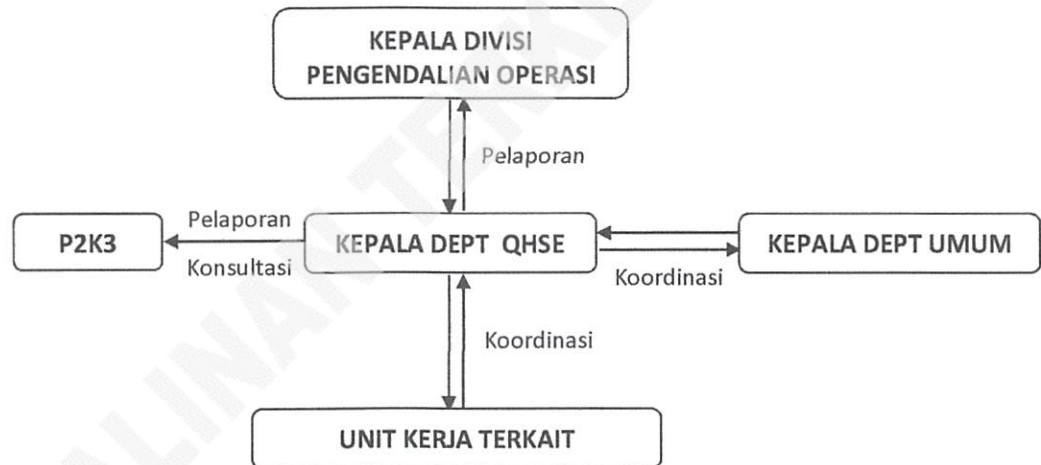 KEPALA DIVISI
PENGENDALIAN OPERASI
Pelaporan
P2K3
Pelaporan
Konsultasi
KEPALA DEPT QHSE
Koordinasi
KEPALA DEPT UMUM
Koordinasi
UNIT KERJA TERKAIT